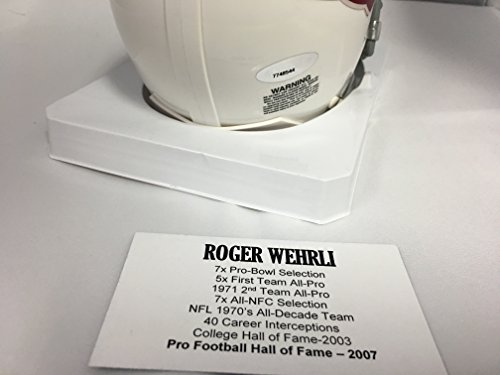 7748544
WARNING
ROGER WEHRLI
7x Pro-Bowl Selection
5x First Team All-Pro
1971 2nd Team All-Pro
7x All-NFC Selection
NFL 1970's All-Decade Team
40 Career Interceptions
College Hall of Fame-2003
Pro Football Hall of Fame – 2007